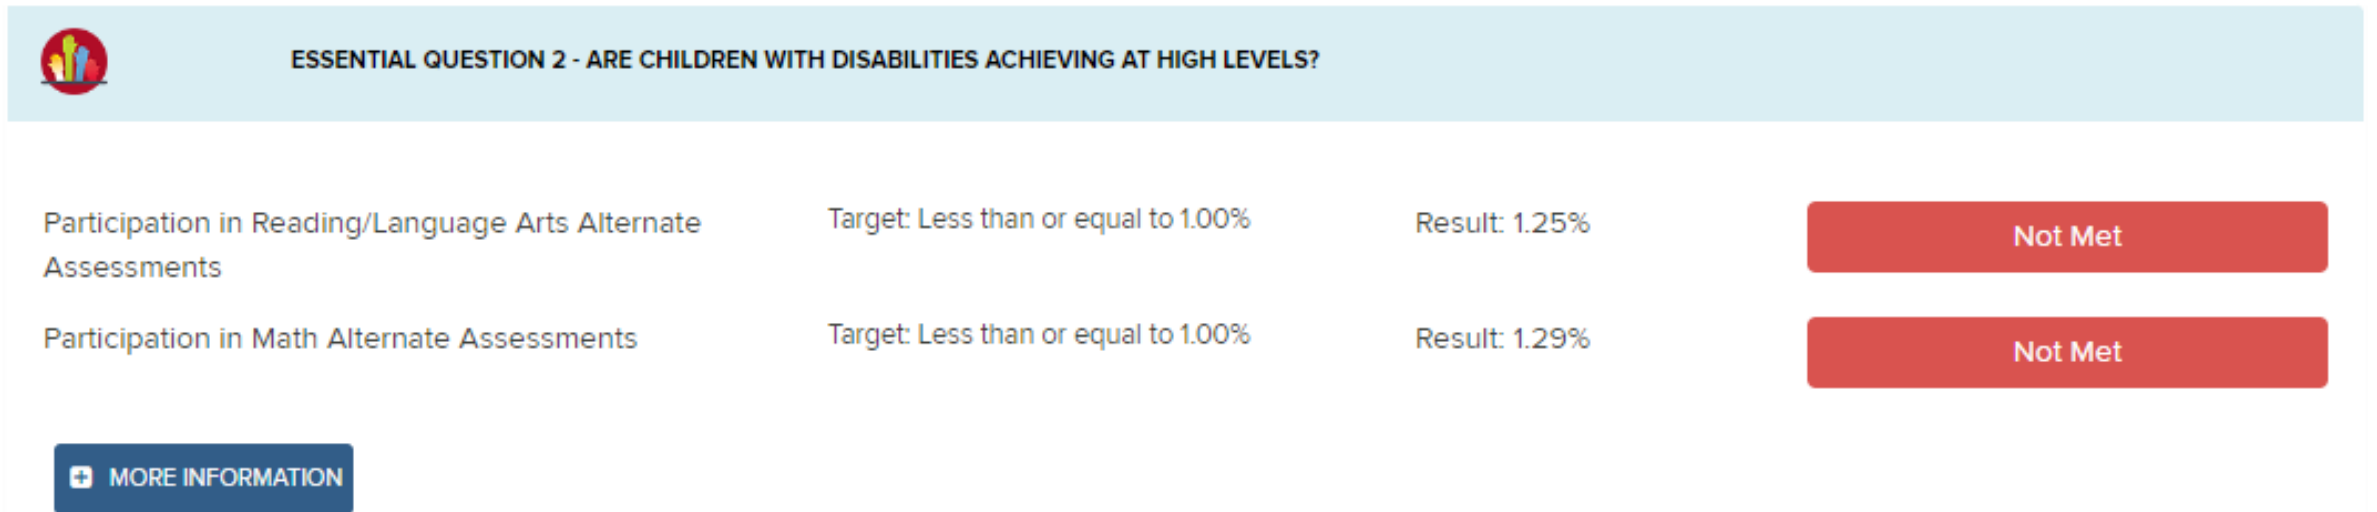 ESSENTIAL QUESTION 2 - ARE CHILDREN WITH DISABILITIES ACHIEVING AT HIGH LEVELS?
Participation in Reading/Language Arts Alternate
Assessments
Target: Less than or equal to 1.00%
Result: 1.25%
Not Met
Participation in Math Alternate Assessments
Target: Less than or equal to 1.00%
Result: 1.29%
Not Met
MORE INFORMATION